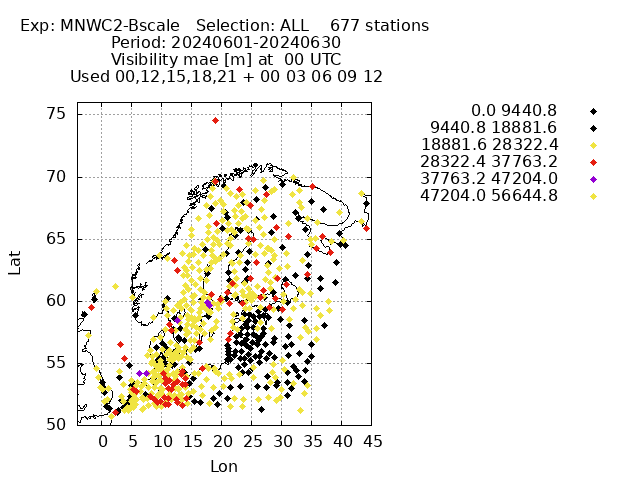 Exp: MNWC2-Bscale   Selection: ALL    677 stations
Period: 20240601-20240630
Visibility mae [m] at  00 UTC
Used 00,12,15,18,21 + 00 03 06 09 12
0.0 9440.8
9440.8 18881.6
18881.6 28322.4
28322.4 37763.2
37763.2 47204.0
47204.0 56644.8
75
70
65
60
55
50
Lat
0 5 10 15 20 25 30 35 40 45
Lon